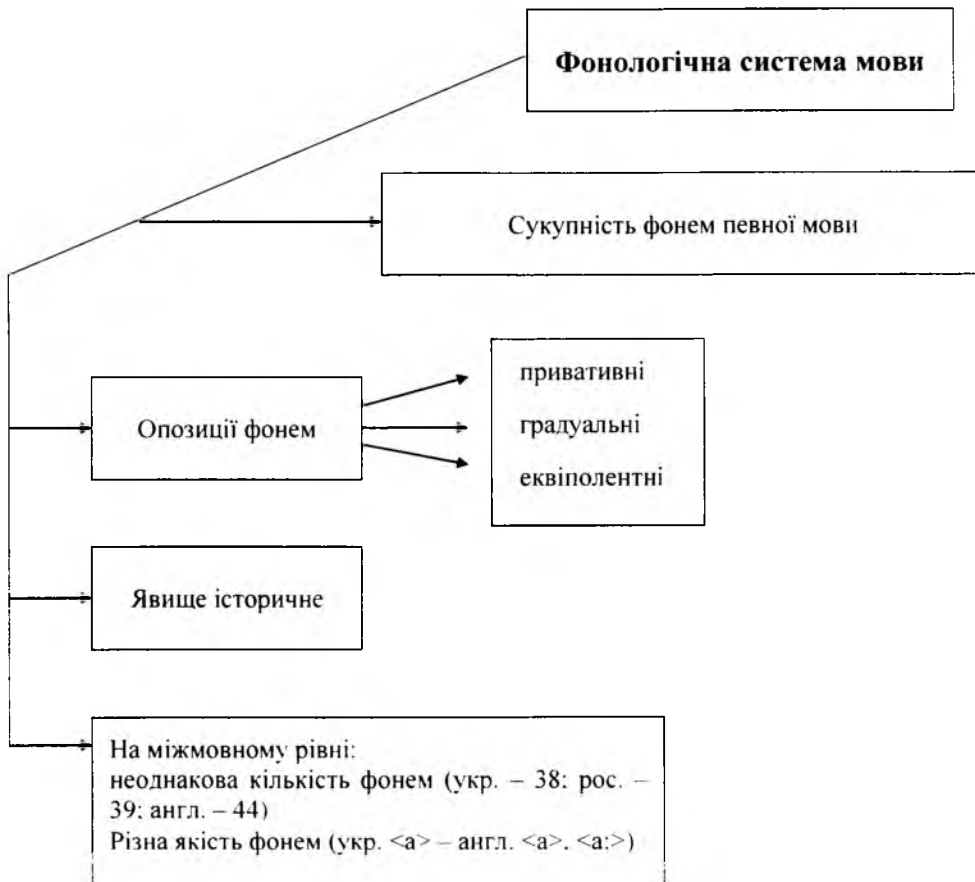 Фонологічна система мови
Сукупність фонем певної мови
привативні
градуальні
еквіполентні
Опозиції фонем
Явище історичне
На міжмовному рівні:
неоднакова кількість фонем (укр. – 38; рос. –
39; англ. – 44)
Різна якість фонем (укр. <а> – англ. <а>, <а:>)